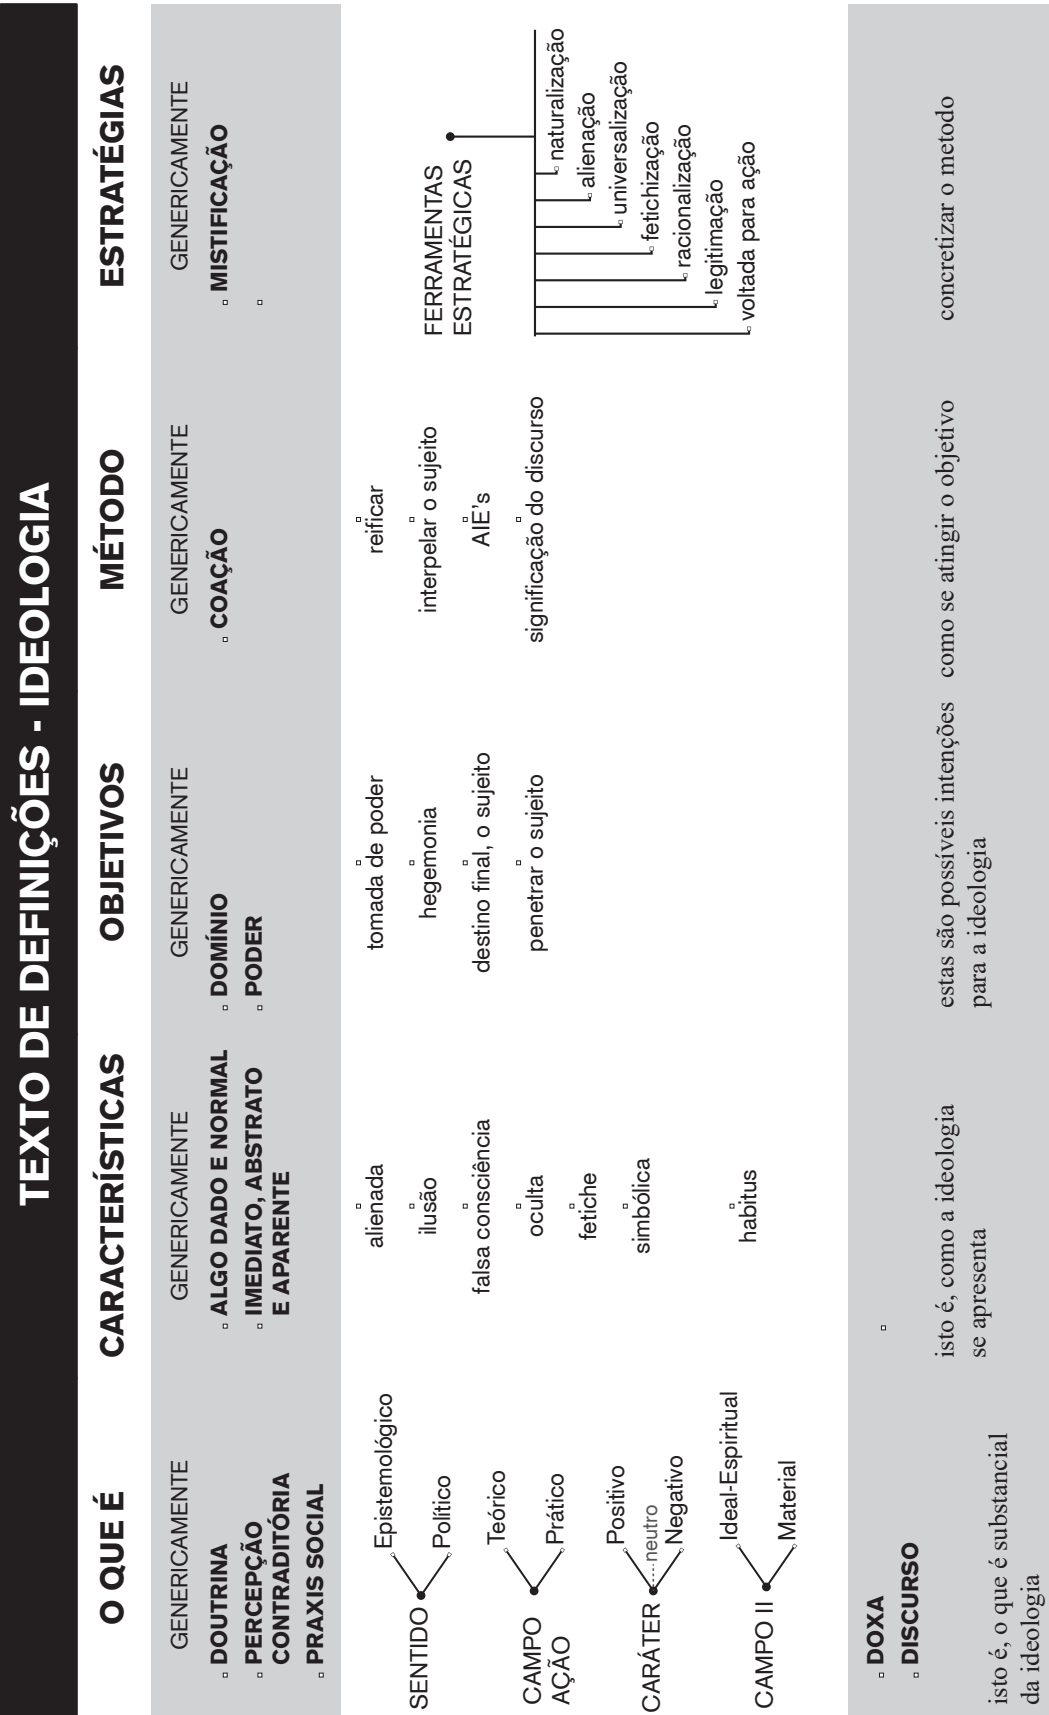 TEXTO DE DEFINIÇÕES - IDEOLOGIA
O QUE É
GENERICAMENTE
DOUTRINA
PERCEPÇÃO
CONTRADITÓRIA
PRAXIS SOCIAL
SENTIDO
Epistemológico
Político
CAMPO
AÇÃO
Teórico
Prático
CARÁTER
Positivo
neutro
Negativo
CAMPO II
Ideal-Espiritual
Material
DOXA
DISCURSO
isto é, o que é substancial
da ideologia
CARACTERÍSTICAS
GENERICAMENTE
ALGO DADO E NORMAL
IMEDIATO, ABSTRATO
E APARENTE
alienada
ilusão
falsa consciência
oculta
fetiche
simbólica
habitus
isto é, como a ideologia
se apresenta
OBJETIVOS
GENERICAMENTE
DOMÍNIO
PODER
tomada de poder
hegemonia
destino final, o sujeito
penetrar o sujeito
estas são possíveis intenções
para a ideologia
MÉTODO
GENERICAMENTE
COAÇÃO
reificar
interpelar o sujeito
AIE's
significação do discurso
como se atingir o objetivo
ESTRATÉGIAS
GENERICAMENTE
MISTIFICAÇÃO
FERRAMENTAS
ESTRATÉGICAS
naturalização
alienação
universalização
fetichização
racionalização
legitimação
voltada para ação
concretizar o metodo